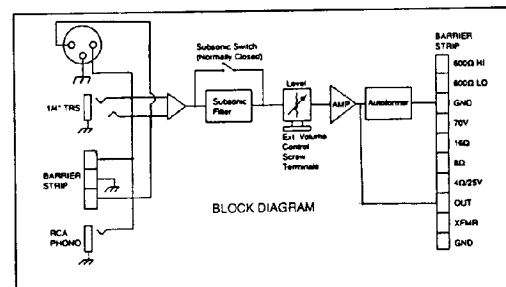 BARRIER
STRIP
600Ω HI
600Ω LO
GND
70V
16Ω
8Ω
4Ω/25V
OUT
XFMR
GND
Subsonic Switch
(Normally Closed)
Level
1/4" TRS
Subsonic
Filter
AMP
Autoformer
Ext. Volume
Control
Screw
Terminals
BARRIER
STRIP
BLOCK DIAGRAM
RCA
PHONO